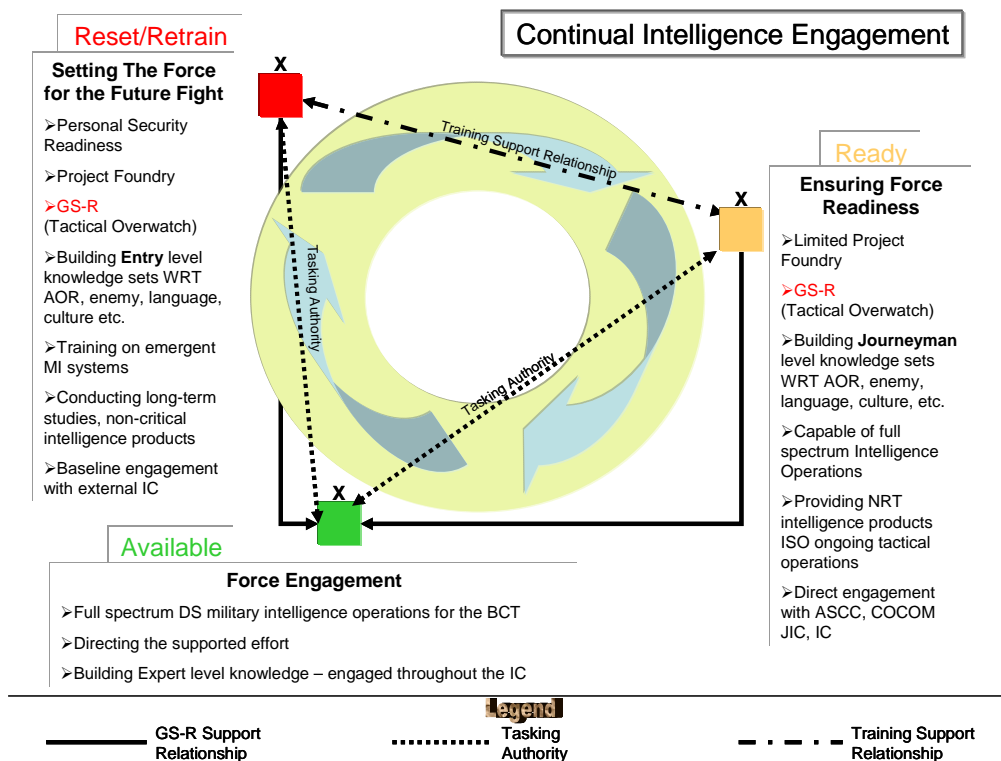 Continual Intelligence Engagement
Reset/Retrain
Setting The Force
for the Future Fight
➢Personal Security
Readiness
➢Project Foundry
➢GS-R
(Tactical Overwatch)
➢Building Entry level
knowledge sets WRT
AOR, enemy, language,
culture etc.
➢Training on emergent
MI systems
➢Conducting long-term
studies, non-critical
intelligence products
➢Baseline engagement
with external IC
X
Training Support Relationship
Tasking Authority
Tasking Authority
X
X
Ready
Ensuring Force
Readiness
➢Limited Project
Foundry
➢GS-R
(Tactical Overwatch)
➢Building Journeyman
level knowledge sets
WRT AOR, enemy,
language, culture, etc.
➢Capable of full
spectrum Intelligence
Operations
➢Providing NRT
intelligence products
ISO ongoing tactical
operations
➢Direct engagement
with ASCC, COCOM
JIC, IC
Available
Force Engagement
➢Full spectrum DS military intelligence operations for the BCT
➢Directing the supported effort
➢Building Expert level knowledge – engaged throughout the IC
Legend
GS-R Support
Relationship
Tasking
Authority
Training Support
Relationship